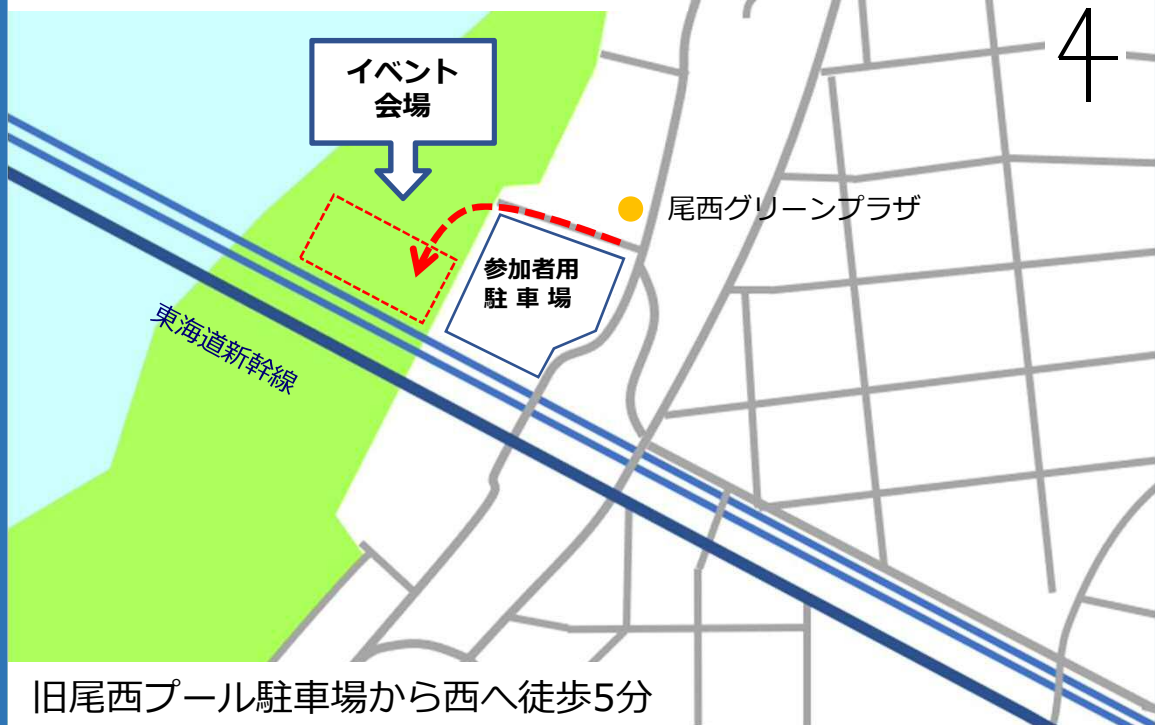 イベント
会場
尾西グリーンプラザ
参加者用
駐車場
東海道新幹線
旧尾西プール駐車場から西へ徒歩5分